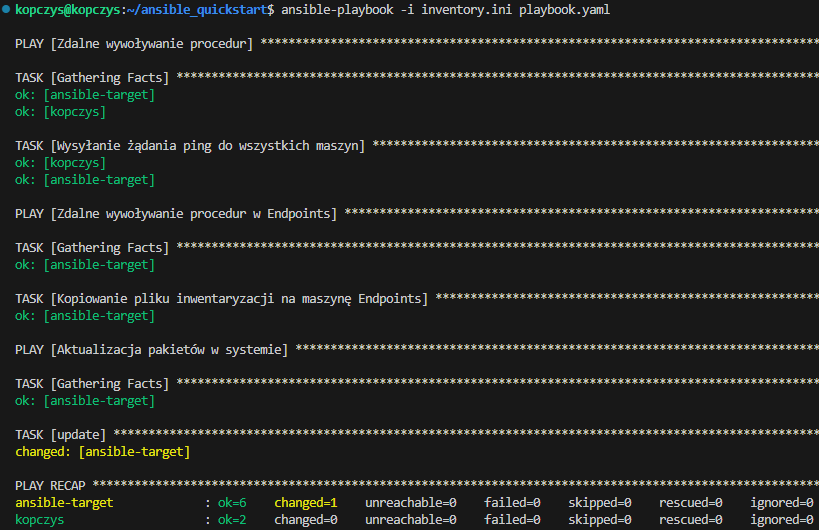 kopczys@kopczys:~/ansible_quickstart$ ansible-playbook -i inventory.ini playbook.yaml
PLAY [Zdalne wywoływanie procedur] ********************************************************************************
TASK [Gathering Facts] ********************************************************************************************
ok: [ansible-target]
ok: [kopczys]
TASK [Wysyłanie żądania ping do wszystkich maszyn] ****************************************************************
ok: [kopczys]
ok: [ansible-target]
PLAY [Zdalne wywoływanie procedur w Endpoints] ********************************************************************
TASK [Gathering Facts] ********************************************************************************************
ok: [ansible-target]
TASK [Kopiowanie pliku inwentaryzacji na maszynę Endpoints] *******************************************************
ok: [ansible-target]
PLAY [Aktualizacja pakietów w systemie] ***************************************************************************
TASK [Gathering Facts] ********************************************************************************************
ok: [ansible-target]
TASK [update] *****************************************************************************************************
changed: [ansible-target]
PLAY RECAP ********************************************************************************************************
ansible-target : ok=6 changed=1 unreachable=0 failed=0 skipped=0 rescued=0 ignored=0
kopczys : ok=2 changed=0 unreachable=0 failed=0 skipped=0 rescued=0 ignored=0